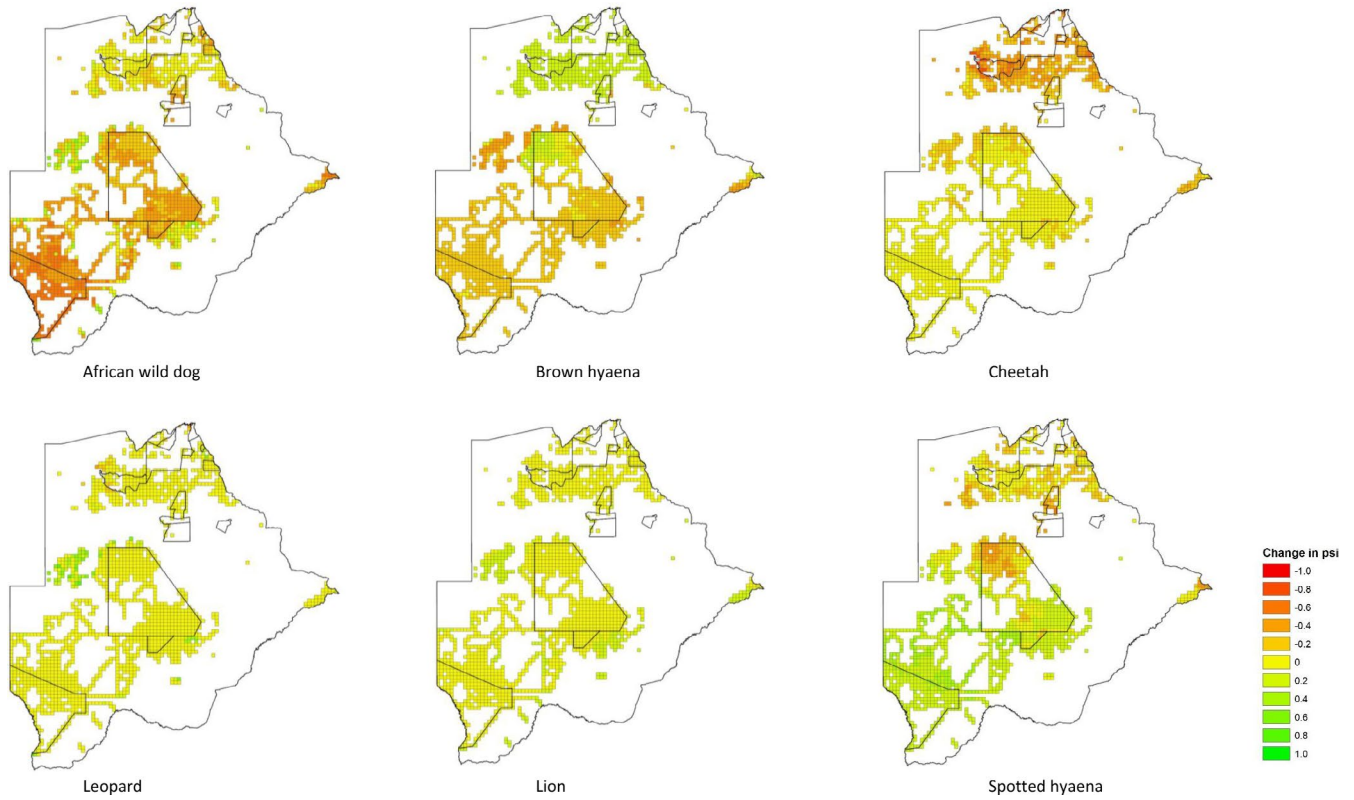 African wild dog
Brown hyaena
Cheetah
Leopard
Lion
Spotted hyaena
Change in psi
-1.0
-0.8
-0.6
-0.4
-0.2
0
0.2
0.4
0.6
0.8
1.0